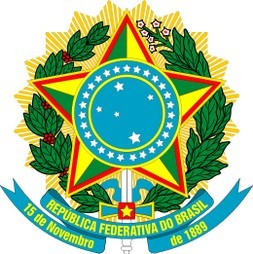 REPUBLICA FEDERATIVA DO BRASIL
15 de Novembro de 1889